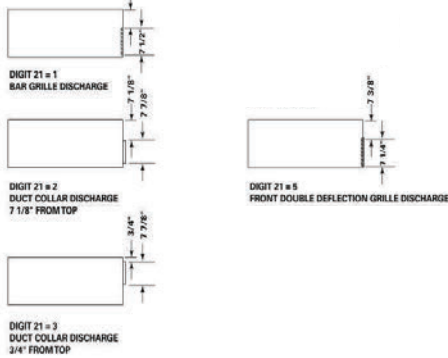 7 1/2"
DIGIT 21 = 1
BAR GRILLE DISCHARGE
7 1/8"
7 7/8"
DIGIT 21 = 2
DUCT COLLAR DISCHARGE
7 1/8" FROM TOP
3/4"
7 7/8"
DIGIT 21 = 3
DUCT COLLAR DISCHARGE
3/4" FROM TOP
7 3/8"
7 1/4"
DIGIT 21 = 5
FRONT DOUBLE DEFLECTION GRILLE DISCHARGE